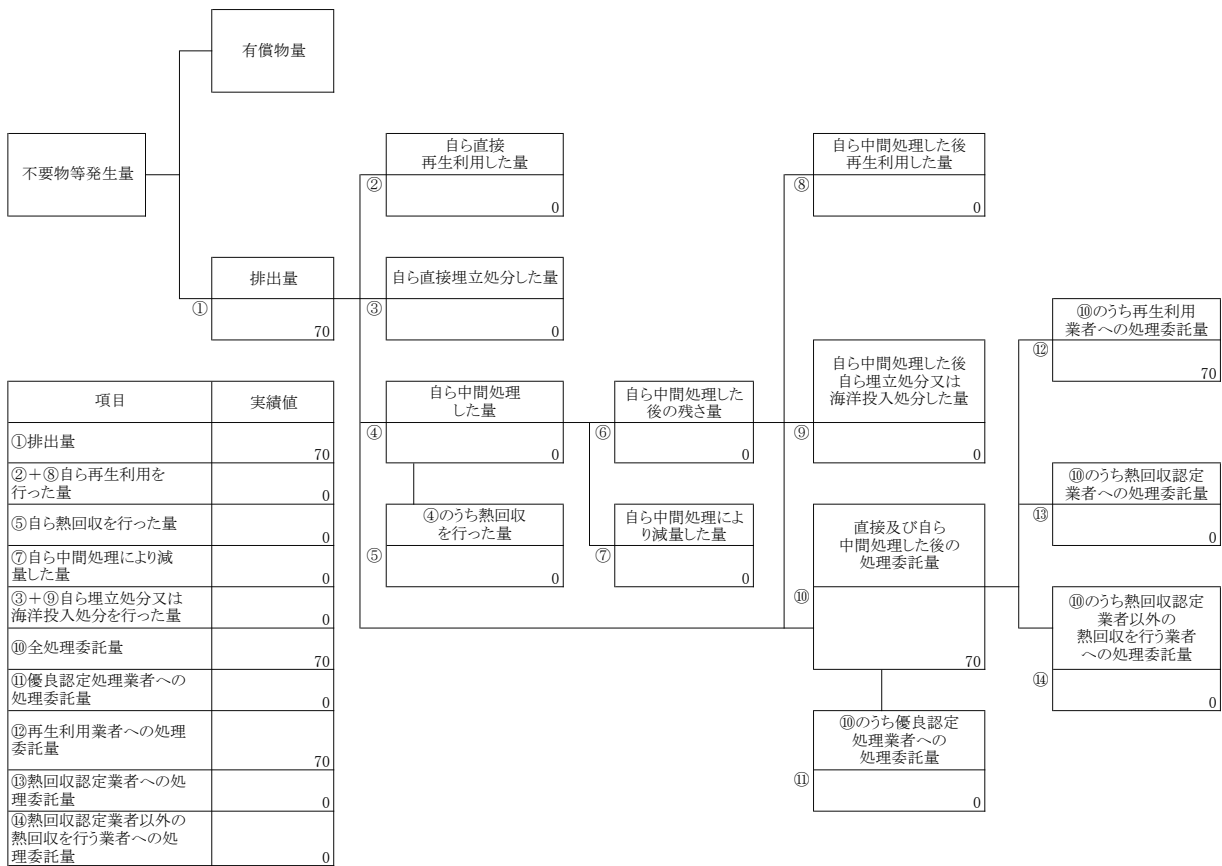 有償物量
不要物等発生量
自ら直接
再生利用した量
②
0
自ら中間処理した後
再生利用した量
⑧
0
排出量
①
70
自ら直接埋立処分した量
③
0
⑩のうち再生利用
業者への処理委託量
⑫
70
自ら中間処理
した量
④
0
自ら中間処理した
後の残さ量
⑥
0
自ら中間処理した後
自ら埋立処分又は
海洋投入処分した量
⑨
0
④のうち熱回収
を行った量
⑤
0
自ら中間処理によ
り減量した量
⑦
0
直接及び自ら
中間処理した後の
処理委託量
⑩
70
⑩のうち熱回収認定
業者への処理委託量
⑬
0
⑩のうち熱回収認定
業者以外の
熱回収を行う業者
への処理委託量
⑭
0
⑩のうち優良認定
処理業者への
処理委託量
⑪
0
項目 実績値
①排出量 70
②+⑧自ら再生利用を
行った量 0
⑤自ら熱回収を行った量 0
⑦自ら中間処理により減
量した量 0
③+⑨自ら埋立処分又は
海洋投入処分を行った量 0
⑩全処理委託量 70
⑪優良認定処理業者への
処理委託量 0
⑫再生利用業者への処理
委託量 70
⑬熱回収認定業者への処
理委託量 0
⑭熱回収認定業者以外の
熱回収を行う業者への処
理委託量 0